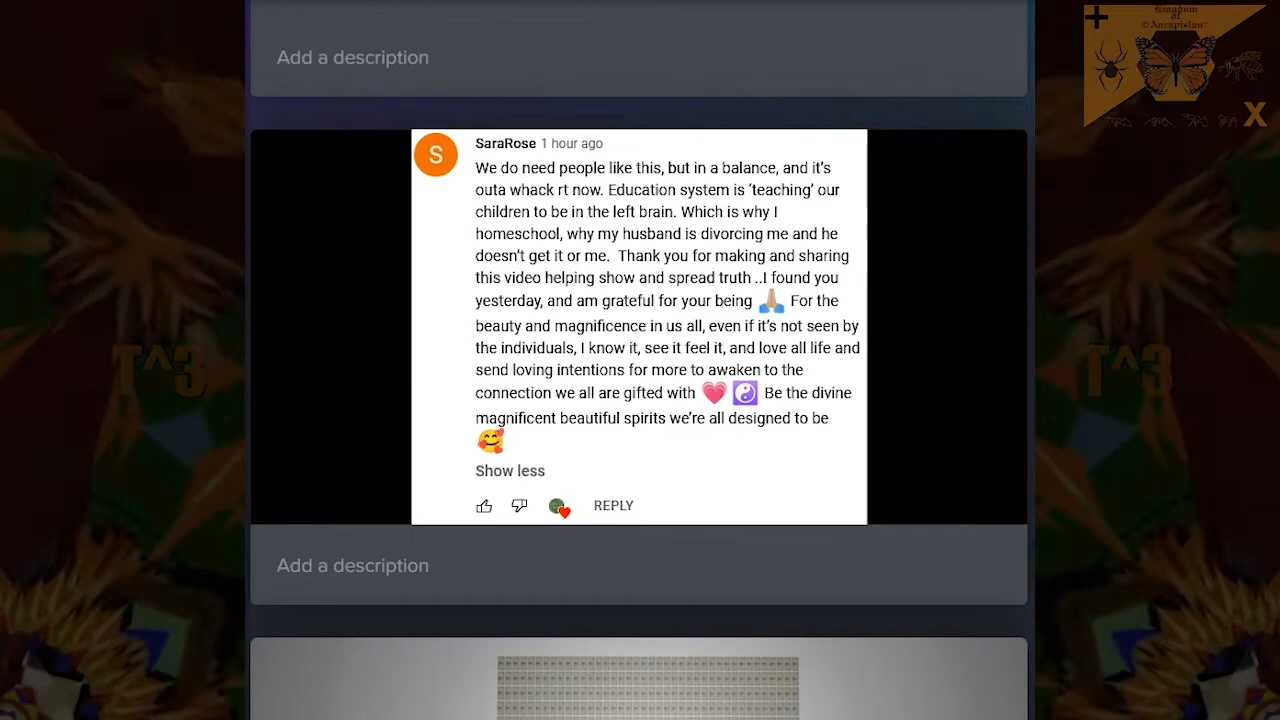 Add a description
Kingdom
of
©Ancapistan™
X
SaraRose 1 hour ago
S
We do need people like this, but in a balance, and it’s
outa whack rt now. Education system is ‘teaching’ our
children to be in the left brain. Which is why I
homeschool, why my husband is divorcing me and he
doesn’t get it or me.  Thank you for making and sharing
this video helping show and spread truth ..I found you
yesterday, and am grateful for your being 🙏🏼 For the
beauty and magnificence in us all, even if it’s not seen by
the individuals, I know it, see it feel it, and love all life and
send loving intentions for more to awaken to the
connection we all are gifted with 💗 ☯️ Be the divine
magnificent beautiful spirits we’re all designed to be
🥰
Show less
REPLY
T^3
T^3
Add a description